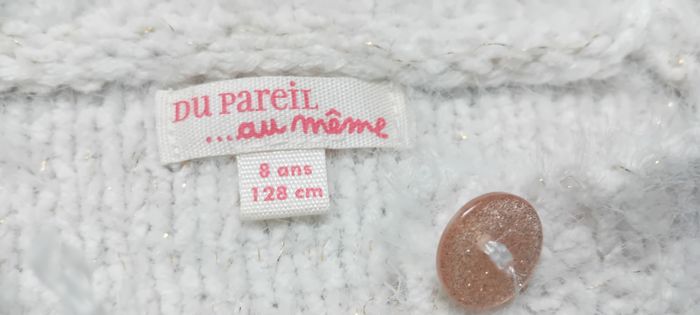 DU PAREIL
...au même
8 ans
128 cm